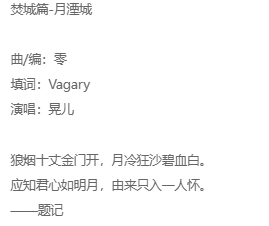 焚城篇-月湮城
曲/编：零
填词：Vagary
演唱：晃儿
狼烟十丈金门开，月冷狂沙碧血白。
应知君心如明月，由来只入一人怀。
——题记